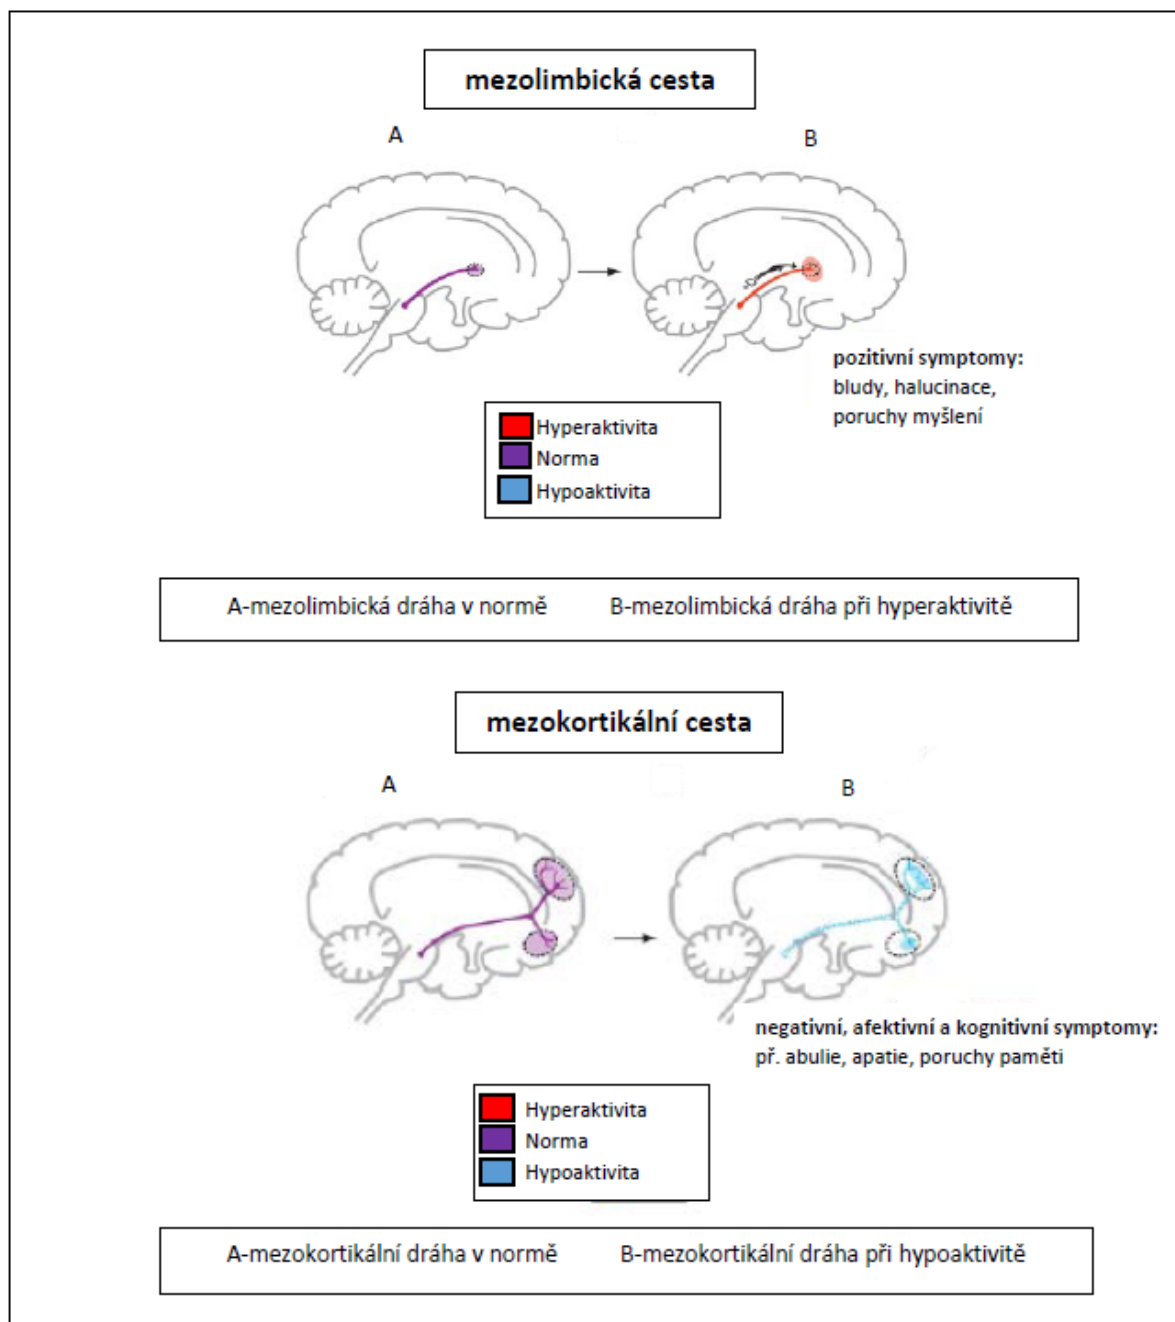 mezolimbická cesta
A
B
pozitivní symptomy:
bludy, halucinace,
poruchy myšlení
Hyperaktivita
Norma
Hypoaktivita
A-mezolimbická dráha v normě B-mezolimbická dráha při hyperaktivitě
mezokortikální cesta
A
B
negativní, afektivní a kognitivní symptomy:
př. abulie, apatie, poruchy paměti
Hyperaktivita
Norma
Hypoaktivita
A-mezokortikální dráha v normě B-mezokortikální dráha při hypoaktivitě